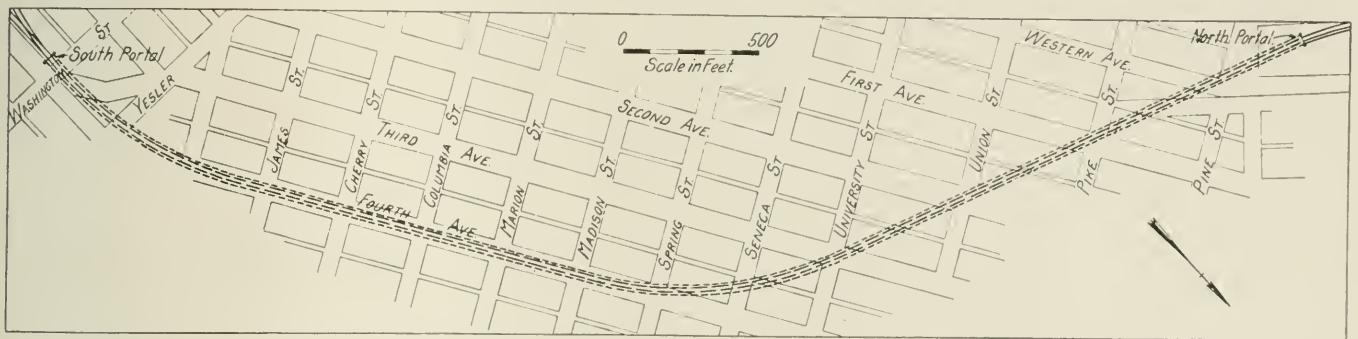 South Portal
WASHINGTON ST.
YESLER
JAMES ST.
CHERRY ST.
COLUMBIA ST.
MARION ST.
MADISON ST.
SPRING ST.
SENECA ST.
UNIVERSITY ST.
UNION ST.
PIKE ST.
PINE ST.
0 500
Scale in Feet.
WESTERN AVE.
FIRST AVE.
SECOND AVE.
THIRD AVE.
FOURTH AVE.
North Portal